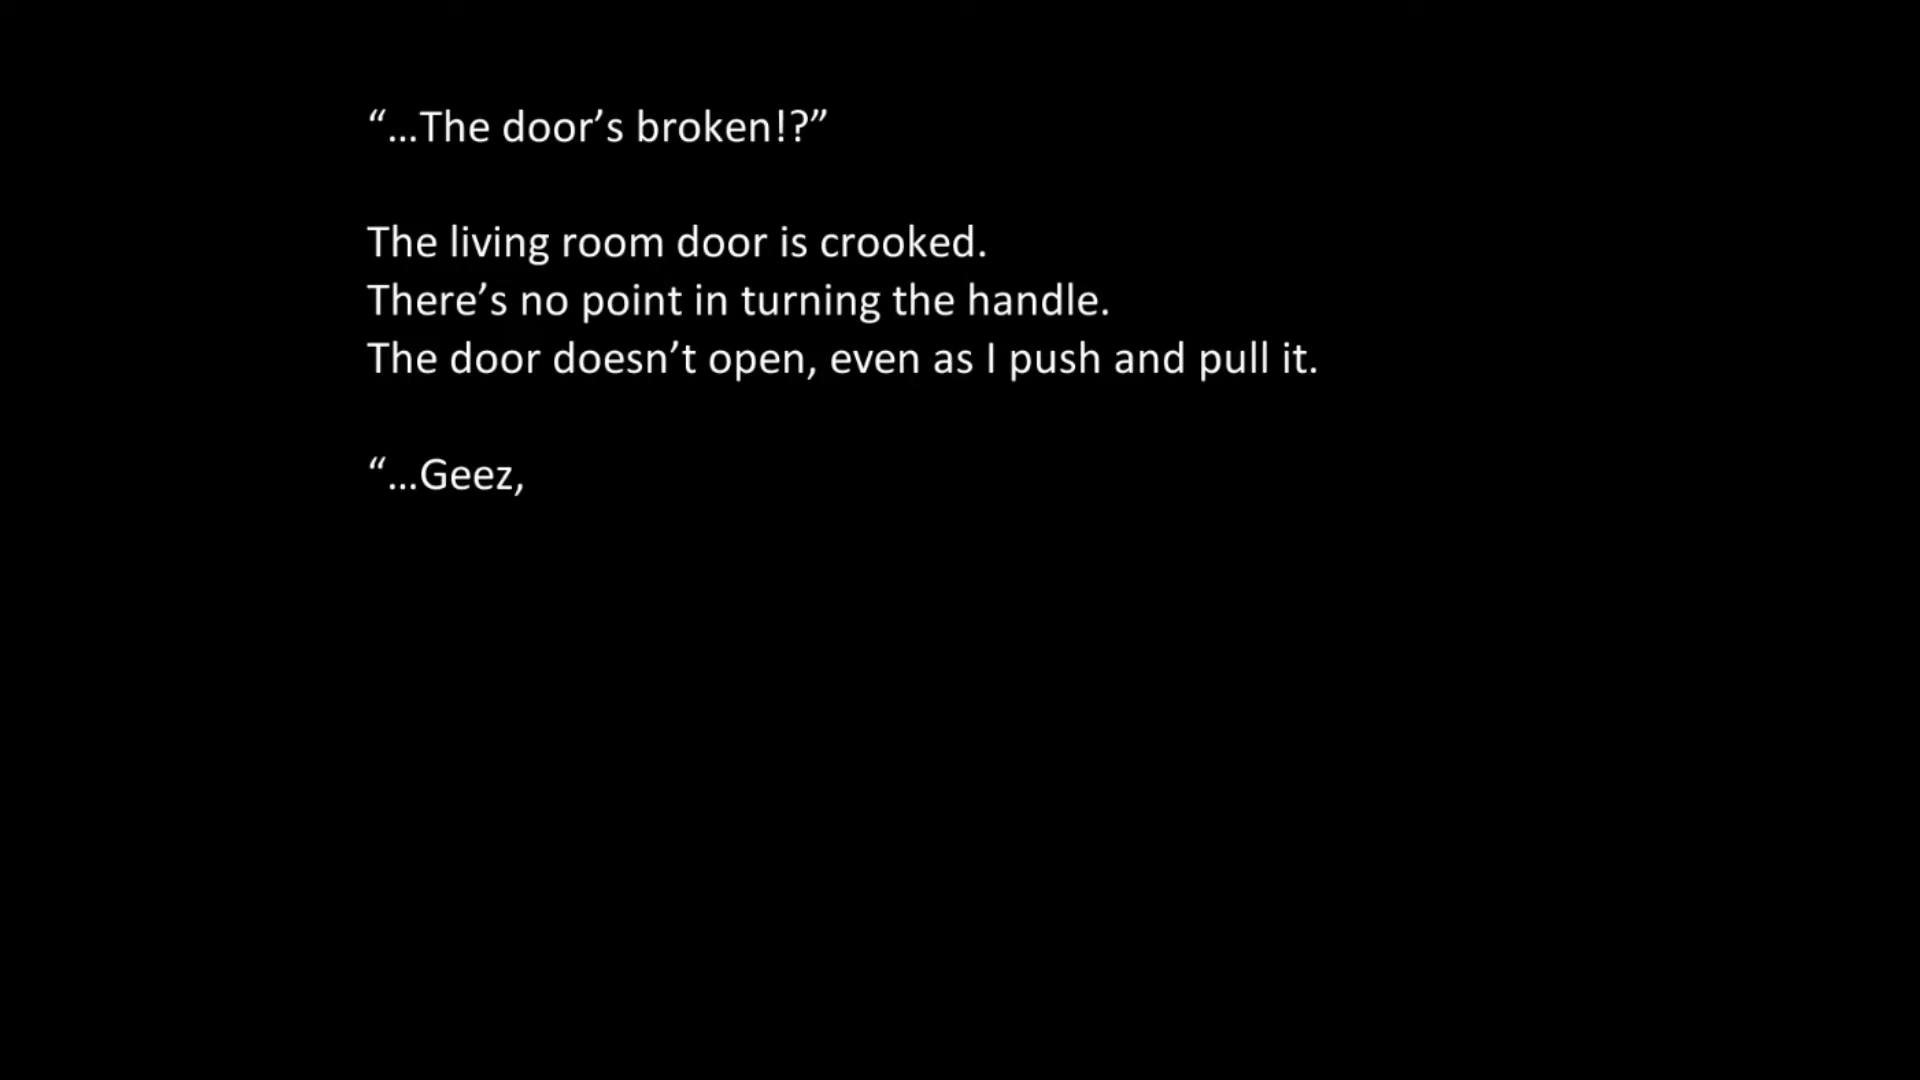 “…The door’s broken!?”
The living room door is crooked.
There’s no point in turning the handle.
The door doesn’t open, even as I push and pull it.
“…Geez,